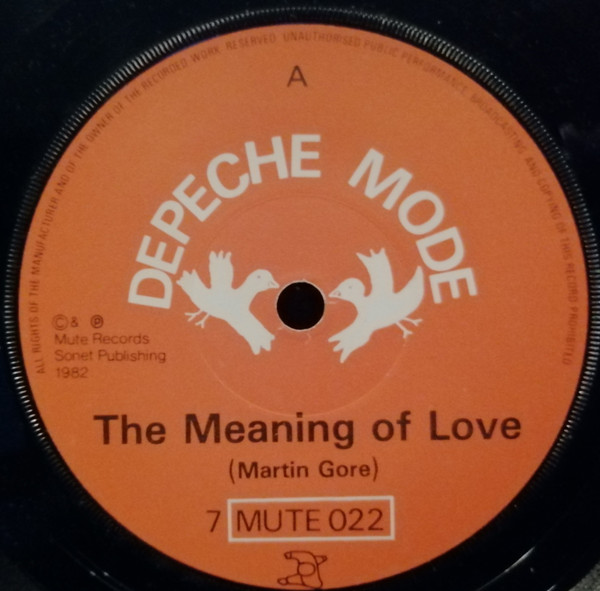 ALL RIGHTS OF THE MANUFACTURER AND OF THE OWNER OF THE RECORDED WORK RESERVED. UNAUTHORISED PUBLIC PERFORMANCE, BROADCASTING AND COPYING OF THIS RECORD PROHIBITED
A
DEPECHE MODE
© & ℗
Mute Records
Sonet Publishing
1982
The Meaning of Love
(Martin Gore)
7 MUTE 022